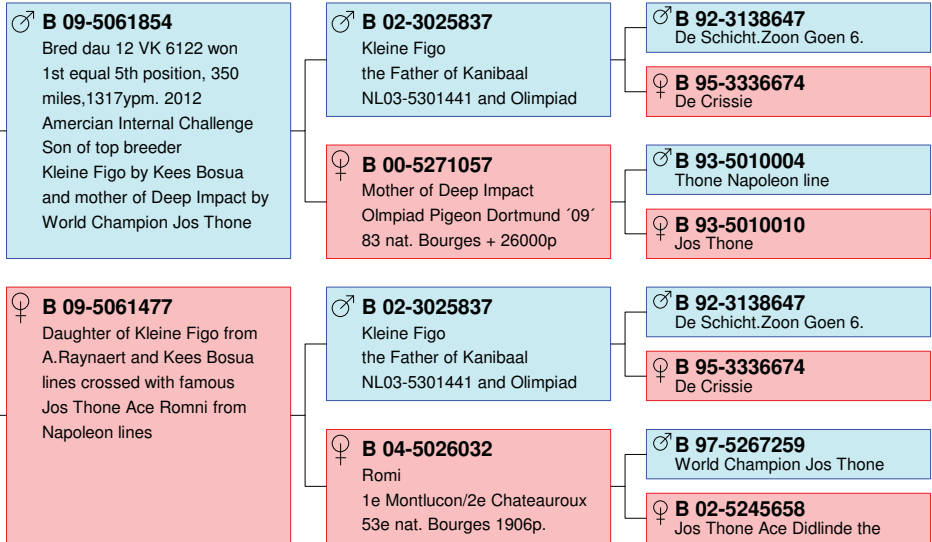 B 09-5061854
Bred dau 12 VK 6122 won
1st equal 5th position, 350
miles,1317ypm. 2012
Amercian Internal Challenge
Son of top breeder
Kleine Figo by Kees Bosua
and mother of Deep Impact by
World Champion Jos Thone
B 02-3025837
Kleine Figo
the Father of Kanibaal
NL03-5301441 and Olimpiad
B 92-3138647
De Schicht.Zoon Goen 6.
B 95-3336674
De Crissie
B 00-5271057
Mother of Deep Impact
Olmpiad Pigeon Dortmund ´09´
83 nat. Bourges + 26000p
B 93-5010004
Thone Napoleon line
B 93-5010010
Jos Thone
B 09-5061477
Daughter of Kleine Figo from
A.Raynaert and Kees Bosua
lines crossed with famous
Jos Thone Ace Romni from
Napoleon lines
B 02-3025837
Kleine Figo
the Father of Kanibaal
NL03-5301441 and Olimpiad
B 92-3138647
De Schicht.Zoon Goen 6.
B 95-3336674
De Crissie
B 04-5026032
Romi
1e Montlucon/2e Chateauroux
53e nat. Bourges 1906p.
B 97-5267259
World Champion Jos Thone
B 02-5245658
Jos Thone Ace Didlinde the